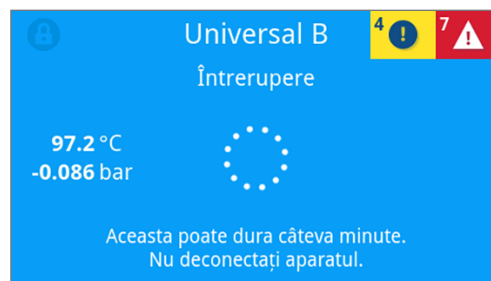 Universal B
4
7
Întrerupere
97.2 °C
-0.086 bar
Aceasta poate dura câteva minute.
Nu deconectați aparatul.